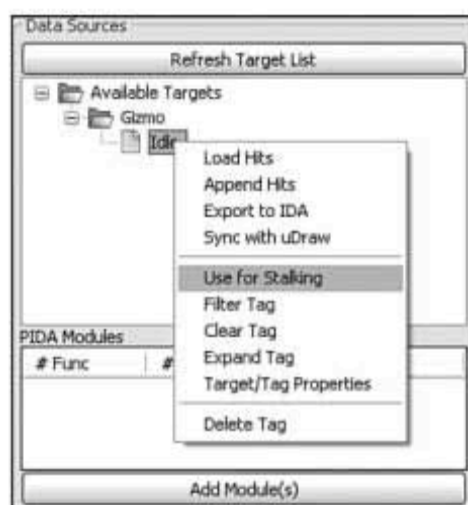 Data Sources
Refresh Target List
Available Targets
Gizmo
Idle
Load Hits
Append Hits
Export to IDA
Sync with uDraw
Use for Stalking
Filter Tag
Clear Tag
Expand Tag
Target/Tag Properties
Delete Tag
PIDA Modules
# Func #
Add Module(s)